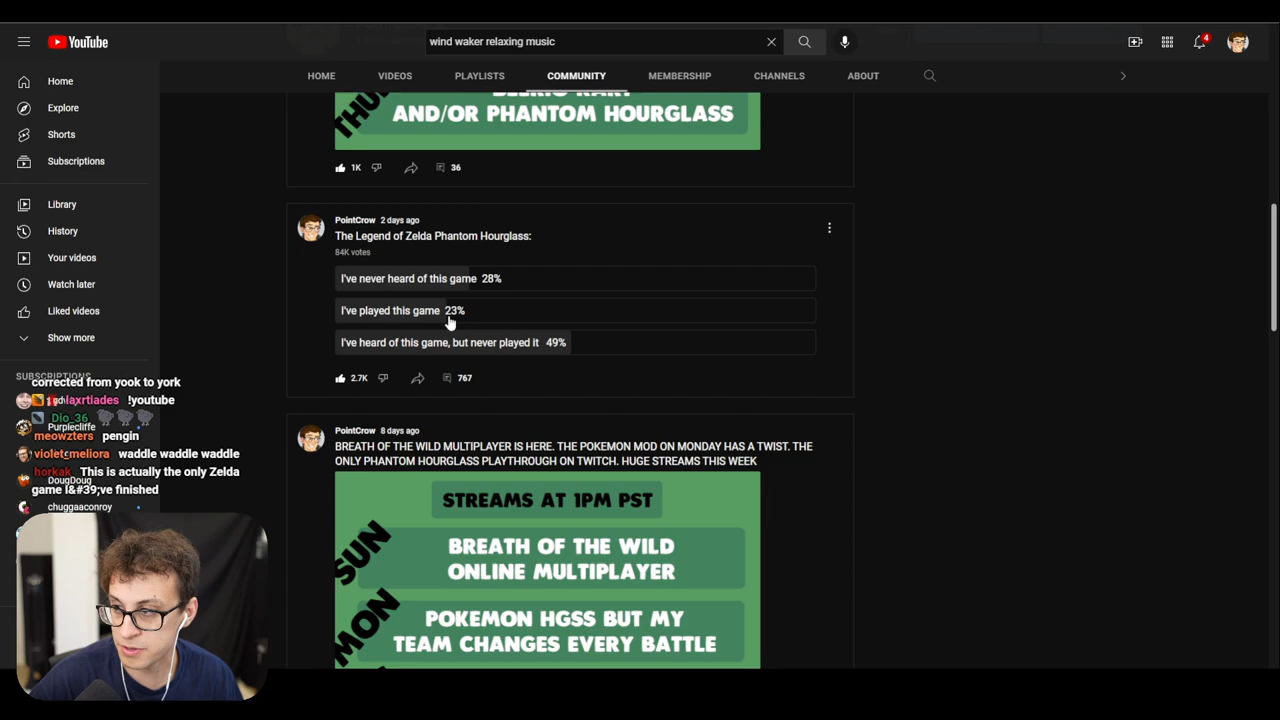 YouTube
wind waker relaxing music
4
HOME
VIDEOS
PLAYLISTS
COMMUNITY
MEMBERSHIP
CHANNELS
ABOUT
Home
Explore
Shorts
Subscriptions
Library
History
Your videos
Watch later
Liked videos
Show more
SUBSCRIPTIONS
corrected from yook to york
laxrtiades !youtube
Dio_36
Purplecliffe
meowzters pengin
violet_meliora waddle waddle waddle
horkak This is actually the only Zelda
DougDoug
game I&#39;ve finished
chuggaaconroy
THU
AND/OR PHANTOM HOURGLASS
1K
36
PointCrow 2 days ago
The Legend of Zelda Phantom Hourglass:
84K votes
I've never heard of this game 28%
I've played this game 23%
I've heard of this game, but never played it 49%
2.7K
767
PointCrow 8 days ago
BREATH OF THE WILD MULTIPLAYER IS HERE. THE POKEMON MOD ON MONDAY HAS A TWIST. THE
ONLY PHANTOM HOURGLASS PLAYTHROUGH ON TWITCH. HUGE STREAMS THIS WEEK
STREAMS AT 1PM PST
SUN
BREATH OF THE WILD
ONLINE MULTIPLAYER
MON
POKEMON HGSS BUT MY
TEAM CHANGES EVERY BATTLE